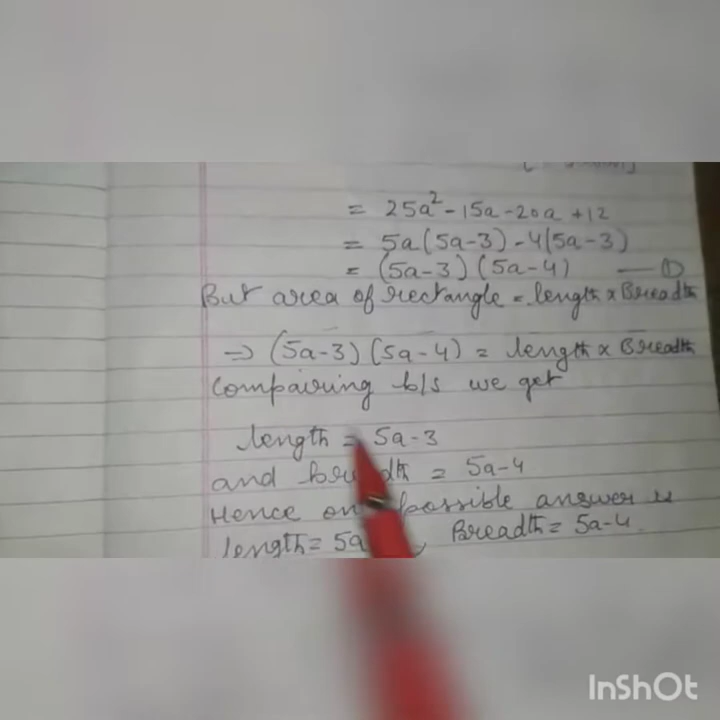 = 25a² - 15a - 20a + 12
= 5a(5a-3) - 4(5a-3)
= (5a-3) (5a-4) — ①
But area of rectangle = length x Breadth
⇒ (5a-3) (5a-4) = length x Breadth
Comparing b/s we get
length = 5a-3
and = 5a-4
Hence possible answer is
length = 5a , Breadth = 5a-4.
InShOt